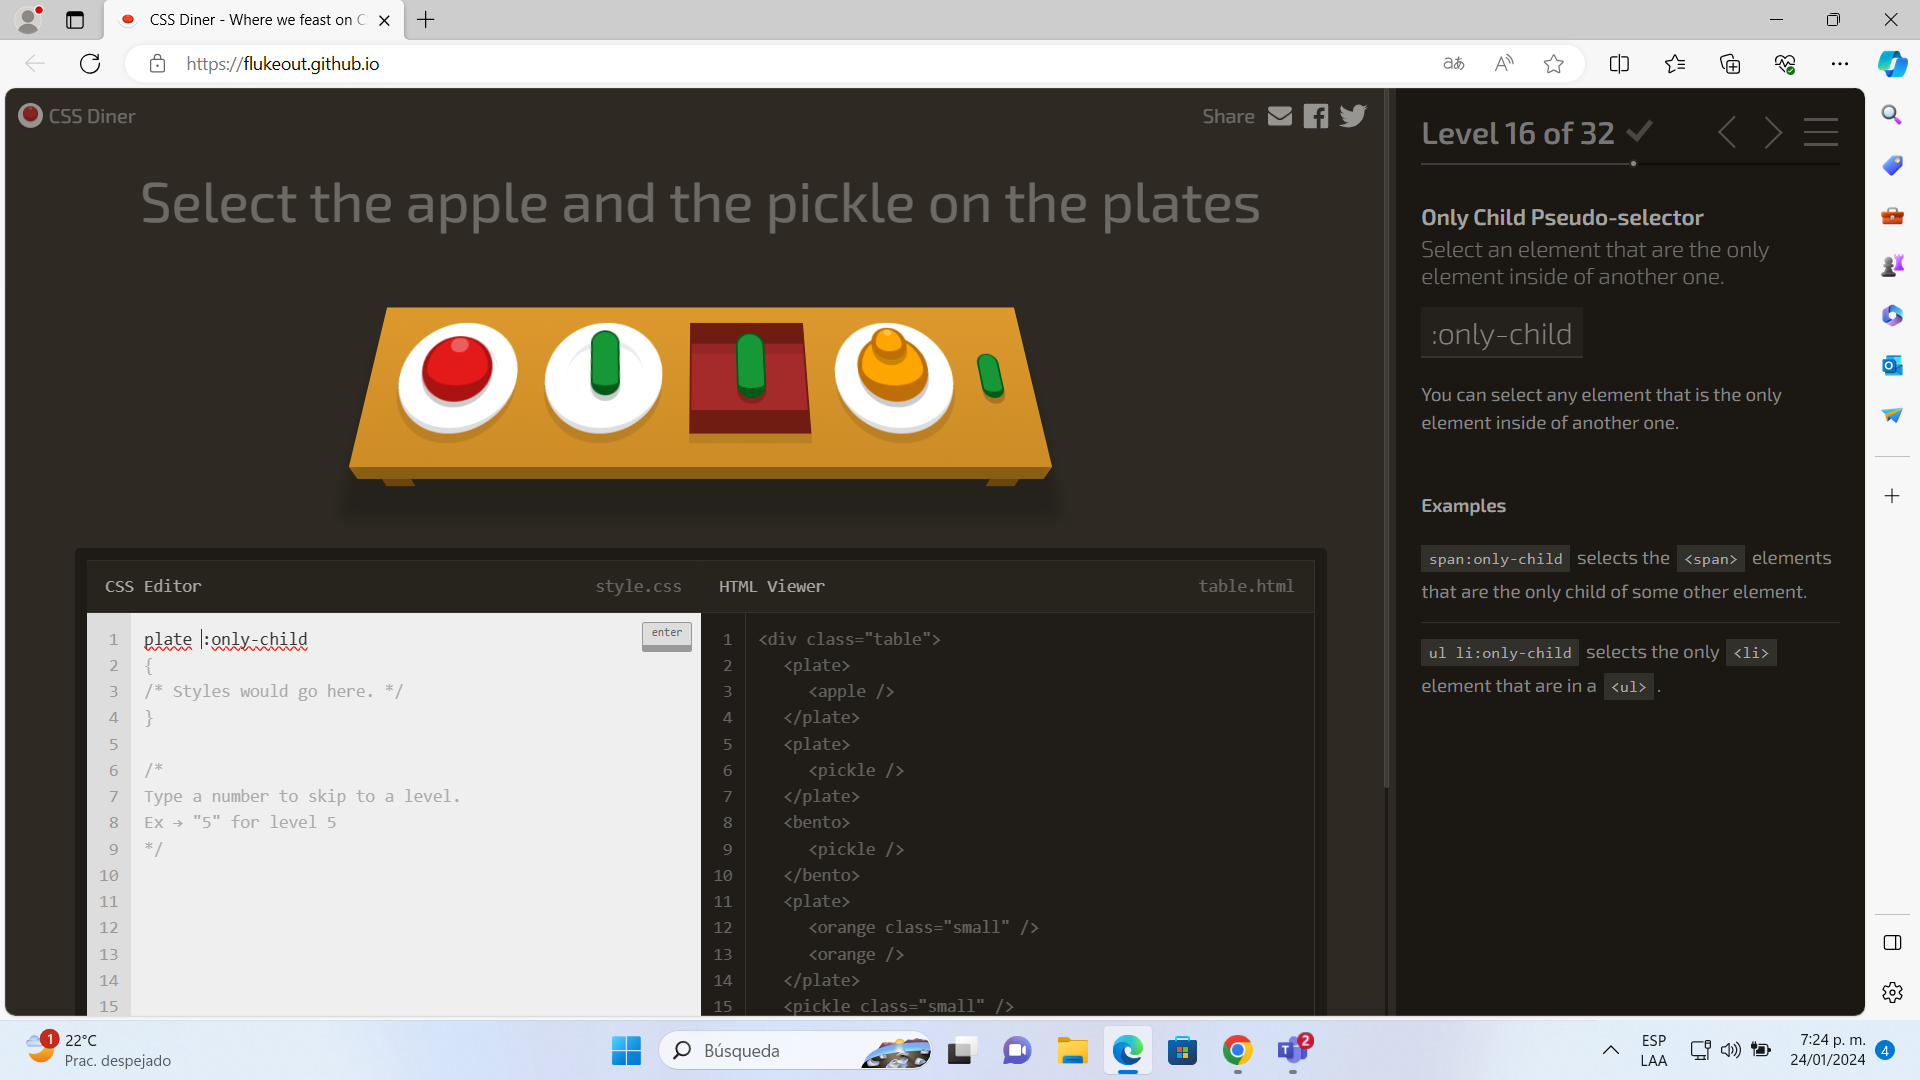 CSS Diner - Where we feast on C
https://flukeout.github.io
CSS Diner
Share
Select the apple and the pickle on the plates
CSS Editor
style.css
HTML Viewer
table.html
1
plate :only-child
enter
2
{
3
/* Styles would go here. */
4
}
5
6
/*
7
Type a number to skip to a level.
8
Ex → "5" for level 5
9
*/
10
11
12
13
14
15
1
<div class="table">
2
<plate>
3
<apple />
4
</plate>
5
<plate>
6
<pickle />
7
</plate>
8
<bento>
9
<pickle />
10
</bento>
11
<plate>
12
<orange class="small" />
13
<orange />
14
</plate>
15
<pickle class="small" />
Level 16 of 32
Only Child Pseudo-selector
Select an element that are the only
element inside of another one.
:only-child
You can select any element that is the only
element inside of another one.
Examples
span:only-child selects the <span> elements
that are the only child of some other element.
ul li:only-child selects the only <li>
element that are in a <ul> .
1
22°C
Prac. despejado
Búsqueda
2
ESP
LAA
7:24 p. m.
24/01/2024
4